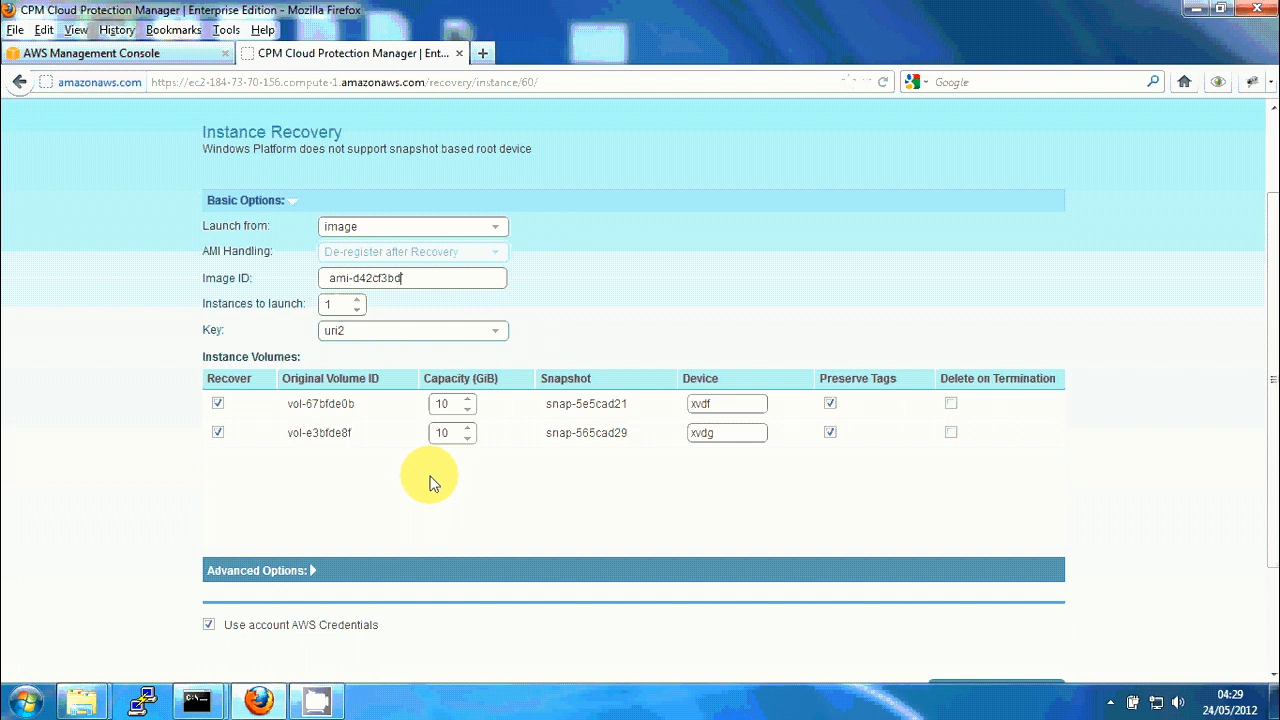 CPM Cloud Protection Manager | Enterprise Edition - Mozilla Firefox
File Edit View History Bookmarks Tools Help
AWS Management Console × CPM Cloud Protection Manager | Ent... × +
amazonaws.com https://ec2-184-73-70-156.compute-1.amazonaws.com/recovery/instance/60/ Google
Instance Recovery
Windows Platform does not support snapshot based root device
Basic Options:
Launch from: image
AMI Handling: De-register after Recovery
Image ID: ami-d42cf3bd
Instances to launch: 1
Key: uri2
Instance Volumes:
Recover Original Volume ID Capacity (GiB) Snapshot Device Preserve Tags Delete on Termination
vol-67bfde0b 10 snap-5e5cad21 xvdf
vol-e3bfde8f 10 snap-565cad29 xvdg
Advanced Options:
Use account AWS Credentials
04:29
24/05/2012